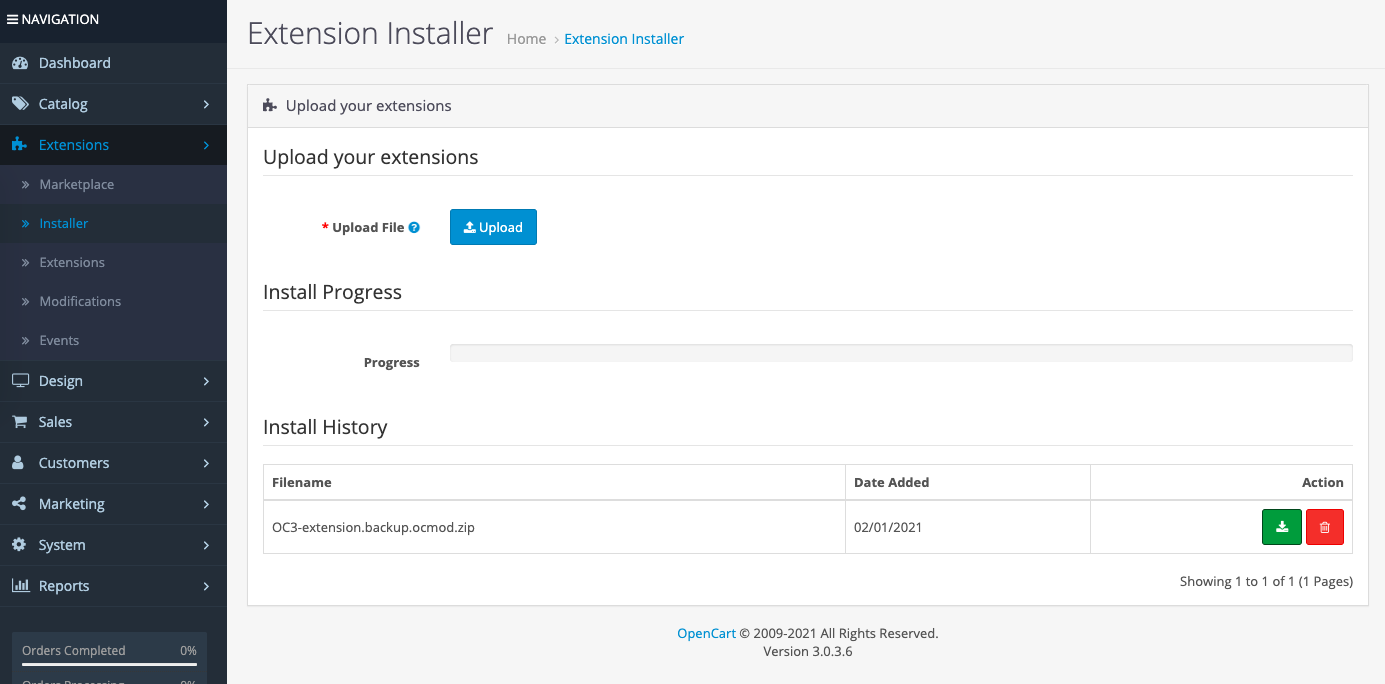 NAVIGATION
Dashboard
Catalog
Extensions
Marketplace
Installer
Extensions
Modifications
Events
Design
Sales
Customers
Marketing
System
Reports
Orders Completed 0%
Orders Processing 0%
Extension Installer Home › Extension Installer
Upload your extensions
Upload your extensions
* Upload File ? Upload
Install Progress
Progress
Install History
Filename Date Added Action
OC3-extension.backup.ocmod.zip 02/01/2021
Showing 1 to 1 of 1 (1 Pages)
OpenCart © 2009-2021 All Rights Reserved.
Version 3.0.3.6